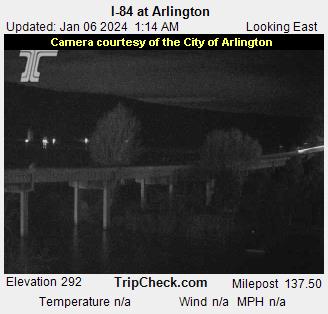 I-84 at Arlington
Updated: Jan 06 2024 1:14 AM Looking East
Camera courtesy of the City of Arlington
Elevation 292 TripCheck.com Milepost 137.50
Temperature n/a Wind n/a MPH n/a